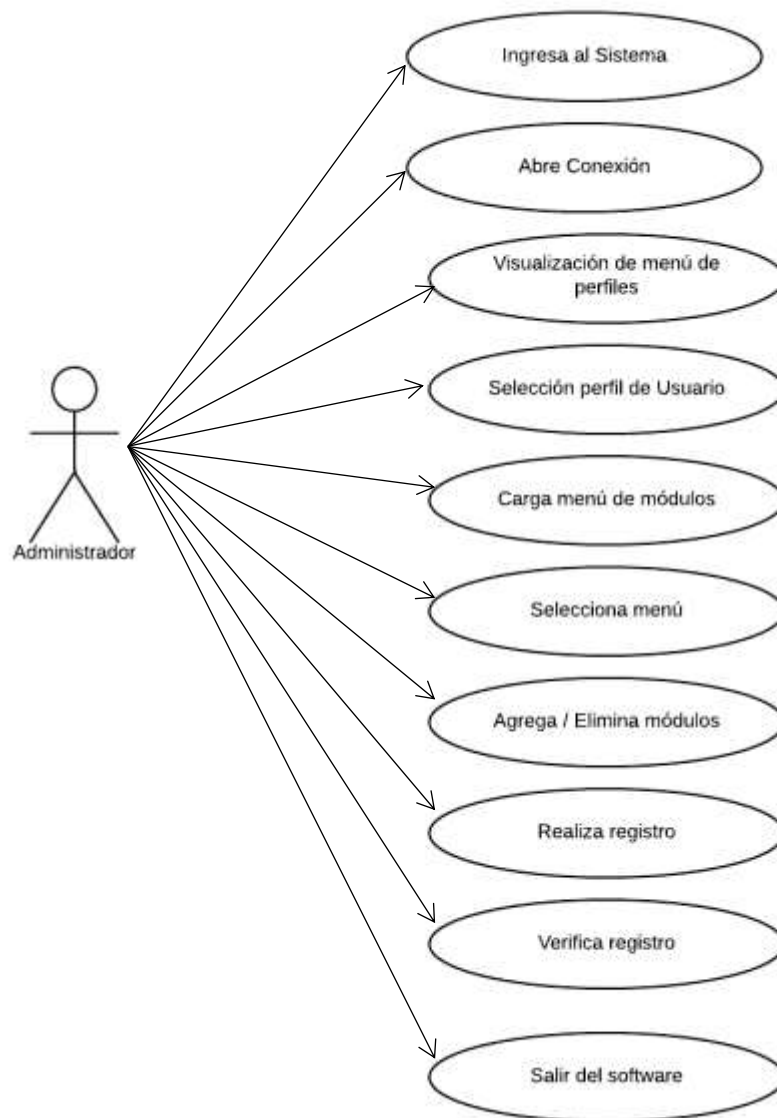 Ingresa al Sistema
Abre Conexión
Visualización de menú de
perfiles
Selección perfil de Usuario
Carga menú de módulos
Administrador
Selecciona menú
Agrega / Elimina módulos
Realiza registro
Verifica registro
Salir del software